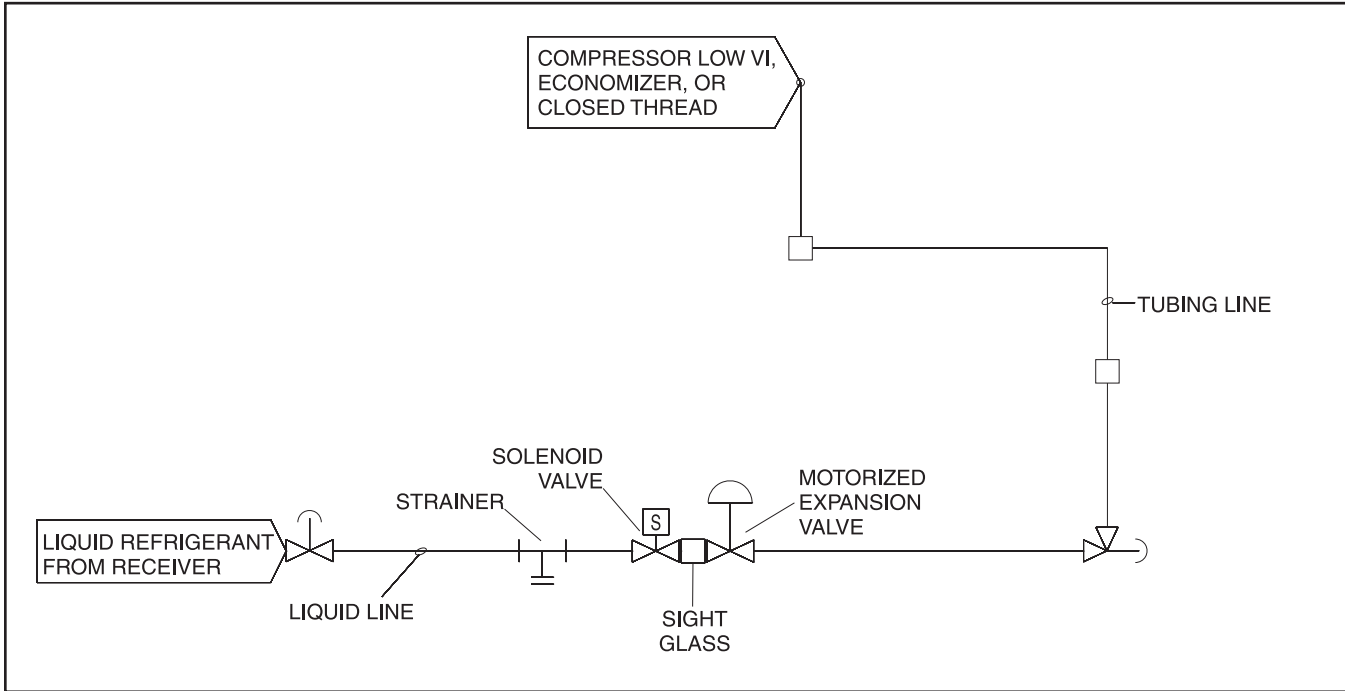 COMPRESSOR LOW VI,
ECONOMIZER, OR
CLOSED THREAD
TUBING LINE
SOLENOID
VALVE
STRAINER
S
MOTORIZED
EXPANSION
VALVE
LIQUID REFRIGERANT
FROM RECEIVER
LIQUID LINE
SIGHT
GLASS